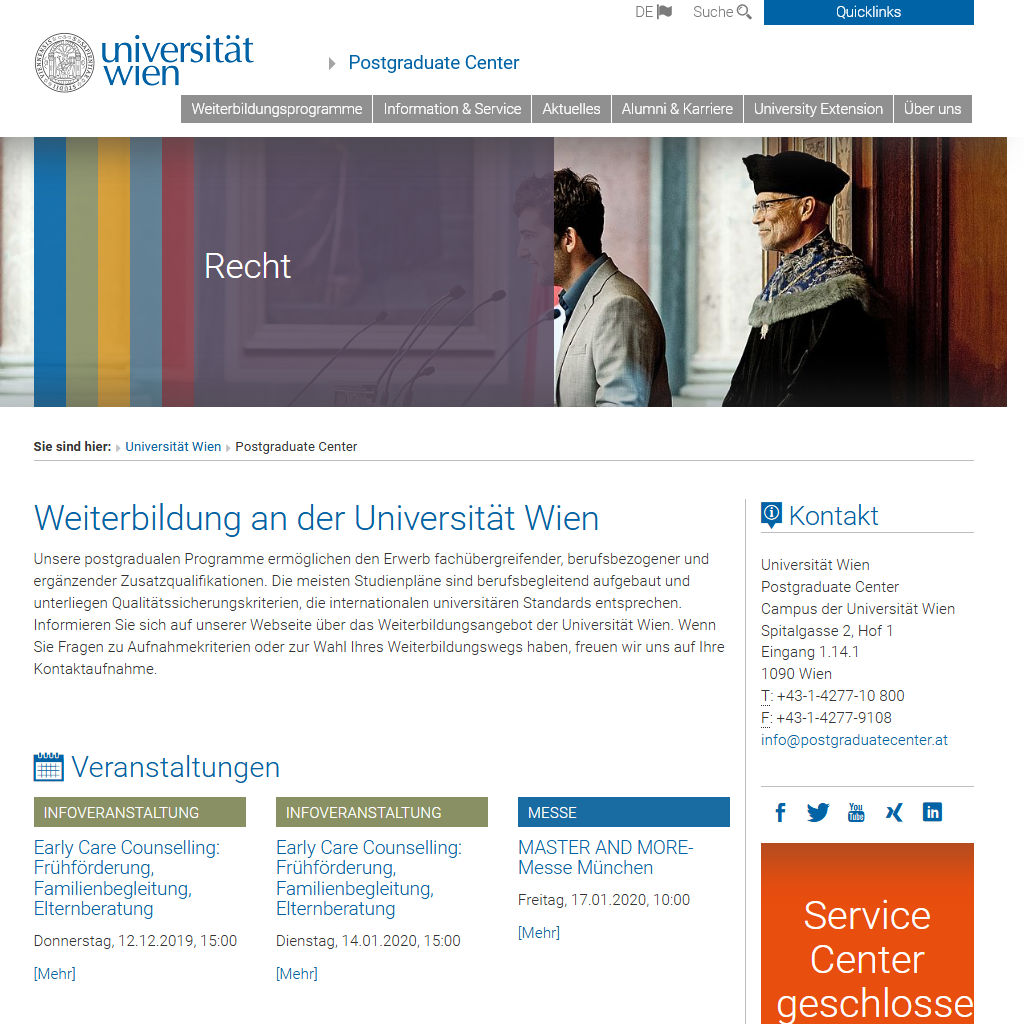 DE
Suche
Quicklinks
universität
wien
Postgraduate Center
Weiterbildungsprogramme
Information & Service
Aktuelles
Alumni & Karriere
University Extension
Über uns
Recht
Sie sind hier: Universität Wien Postgraduate Center
Weiterbildung an der Universität Wien
Unsere postgradualen Programme ermöglichen den Erwerb fachübergreifender, berufsbezogener und
ergänzender Zusatzqualifikationen. Die meisten Studienpläne sind berufsbegleitend aufgebaut und
unterliegen Qualitätssicherungskriterien, die internationalen universitären Standards entsprechen.
Informieren Sie sich auf unserer Webseite über das Weiterbildungsangebot der Universität Wien. Wenn
Sie Fragen zu Aufnahmekriterien oder zur Wahl Ihres Weiterbildungswegs haben, freuen wir uns auf Ihre
Kontaktaufnahme.
Veranstaltungen
INFOVERANSTALTUNG
Early Care Counselling:
Frühförderung,
Familienbegleitung,
Elternberatung
Donnerstag, 12.12.2019, 15:00
[Mehr]
INFOVERANSTALTUNG
Early Care Counselling:
Frühförderung,
Familienbegleitung,
Elternberatung
Dienstag, 14.01.2020, 15:00
[Mehr]
MESSE
MASTER AND MORE-
Messe München
Freitag, 17.01.2020, 10:00
[Mehr]
Kontakt
Universität Wien
Postgraduate Center
Campus der Universität Wien
Spitalgasse 2, Hof 1
Eingang 1.14.1
1090 Wien
T: +43-1-4277-10 800
F: +43-1-4277-9108
info@postgraduatecenter.at
You
Tube
Service
Center
geschlosse